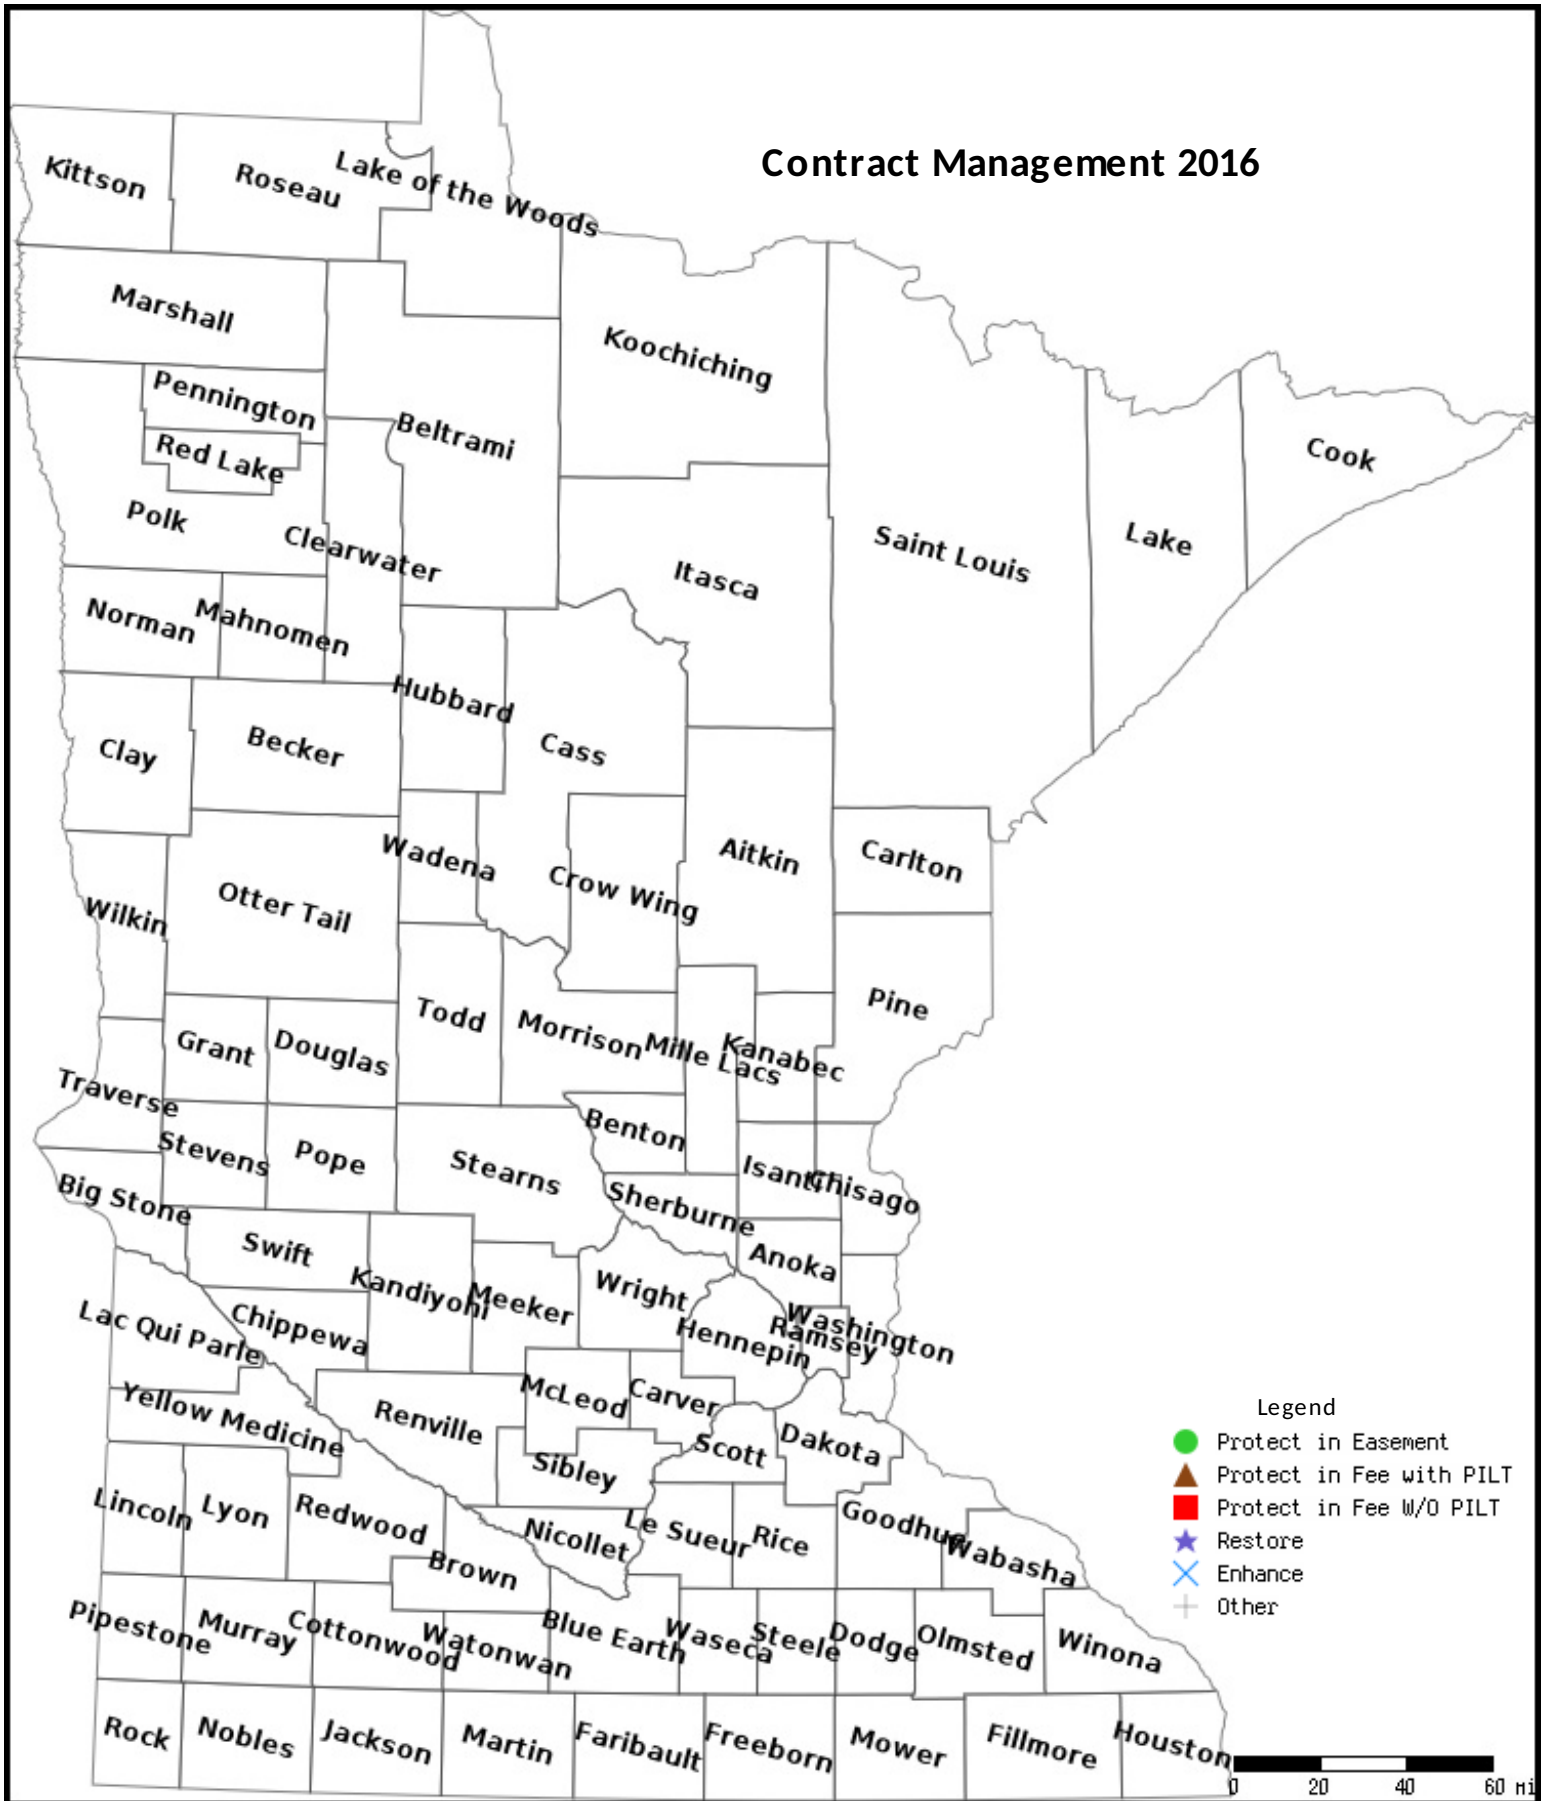 Contract Management 2016
Kittson
Roseau
Lake of the Woods
Marshall
Koochiching
Pennington
Beltrami
Red Lake
Cook
Polk
Clearwater
Saint Louis
Lake
Itasca
Norman
Mahnomen
Hubbard
Clay
Becker
Cass
Wadena
Aitkin
Carlton
Otter Tail
Crow Wing
Wilkin
Pine
Todd
Morrison
Grant
Douglas
Mille Lacs
Kanabec
Traverse
Benton
Stevens
Pope
Stearns
Isanti
Chisago
Big Stone
Sherburne
Swift
Anoka
Kandiyohi
Meeker
Wright
Washington
Ramsey
Lac Qui Parle
Chippewa
Hennepin
McLeod
Carver
Yellow Medicine
Renville
Scott
Dakota
Sibley
Lincoln
Lyon
Redwood
Nicollet
Le Sueur
Rice
Goodhue
Wabasha
Brown
Pipestone
Murray
Cottonwood
Watonwan
Blue Earth
Waseca
Steele
Dodge
Olmsted
Winona
Rock
Nobles
Jackson
Martin
Faribault
Freeborn
Mower
Fillmore
Houston
Legend
Protect in Easement
Protect in Fee with PILT
Protect in Fee W/O PILT
Restore
Enhance
Other
0 20 40 60 mi